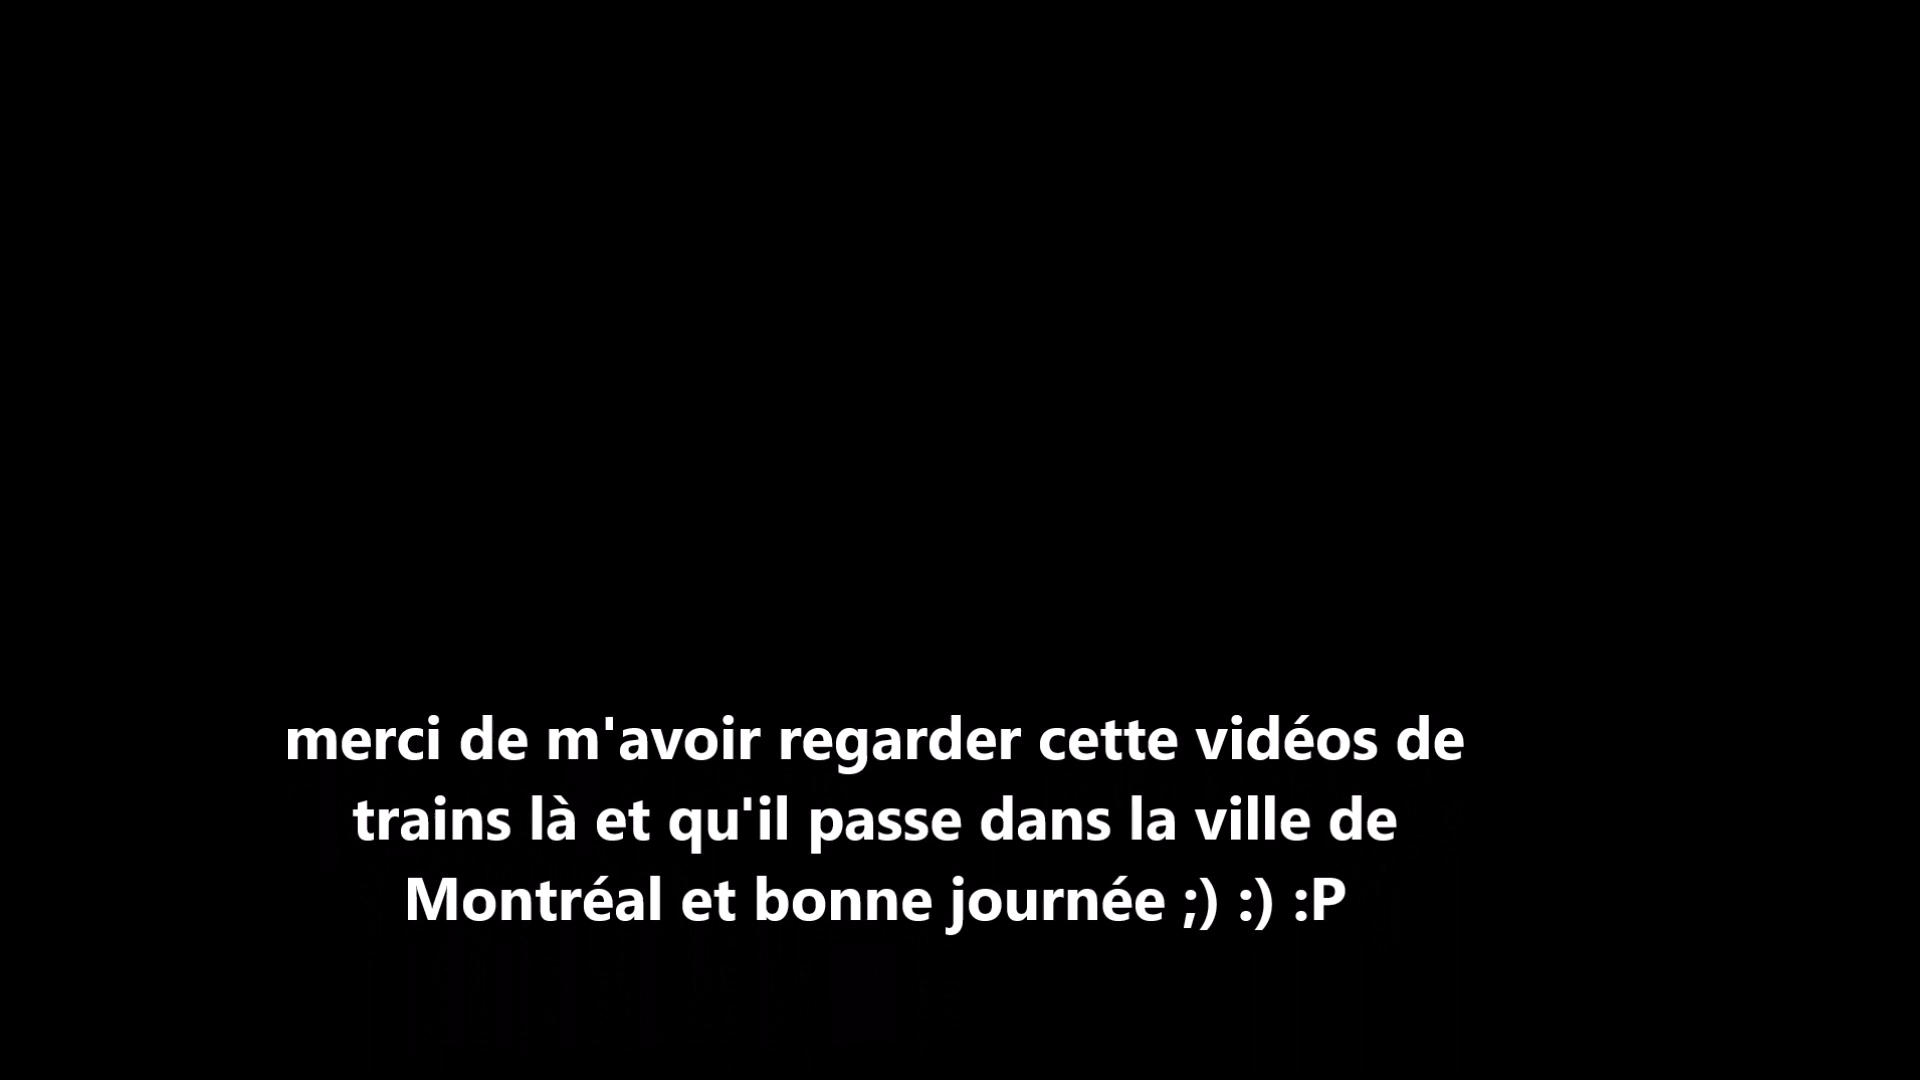 merci de m'avoir regarder cette vidéos de
trains là et qu'il passe dans la ville de
Montréal et bonne journée ;) :) :P